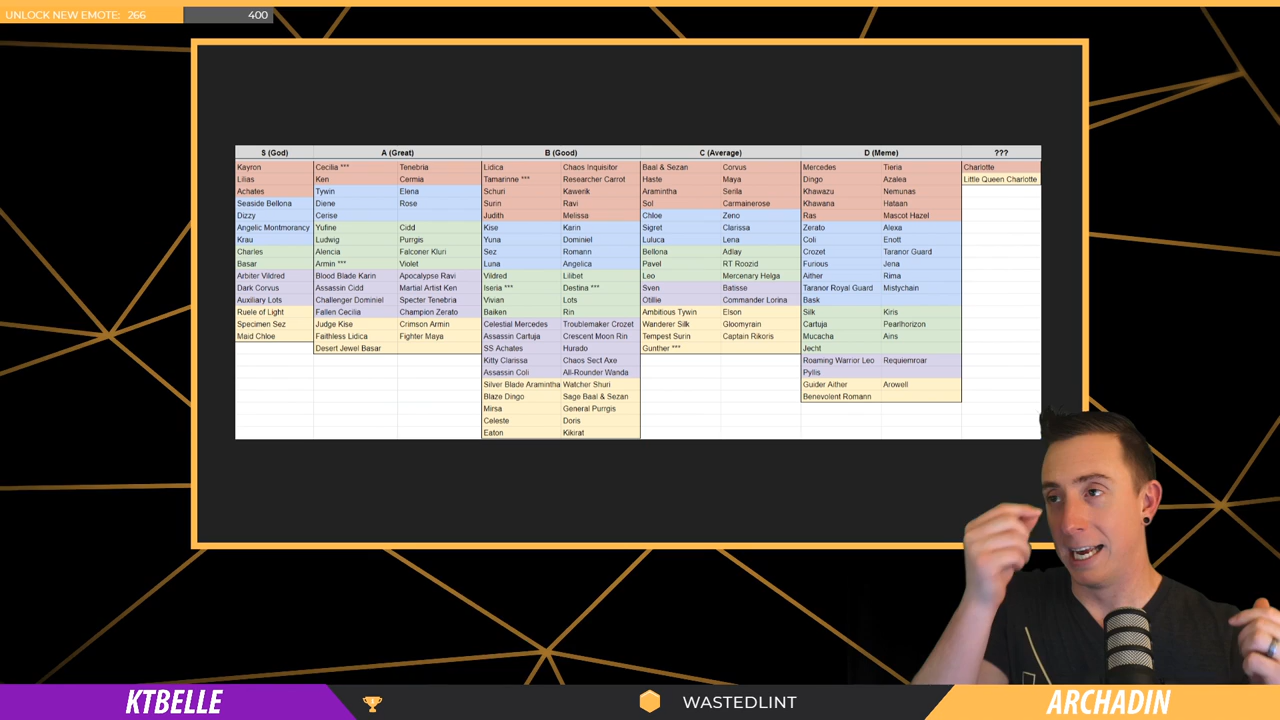 UNLOCK NEW EMOTE: 266 400
S (God) A (Great) B (Good) C (Average) D (Meme) ???
Kayron Cecilia *** Tenebria Lidica Chaos Inquisitor Baal & Sezan Corvus Mercedes Tieria Charlotte
Lilias Ken Cermia Tamarinne *** Researcher Carrot Haste Maya Dingo Azalea Little Queen Charlotte
Achates Tywin Elena Schuri Kawerik Aramintha Serila Khawazu Nemunas
Seaside Bellona Diene Rose Surin Ravi Sol Carmainerose Khawana Hataan
Dizzy Cerise Judith Melissa Chloe Zeno Ras Mascot Hazel
Angelic Montmorancy Yufine Cidd Kise Karin Sigret Clarissa Zerato Alexa
Krau Ludwig Purrgis Yuna Dominiel Luluca Lena Coli Enott
Charles Alencia Falconer Kluri Sez Romann Bellona Adlay Crozet Taranor Guard
Basar Armin *** Violet Luna Angelica Pavel RT Roozid Furious Jena
Arbiter Vildred Blood Blade Karin Apocalypse Ravi Vildred Lilibet Leo Mercenary Helga Aither Rima
Dark Corvus Assassin Cidd Martial Artist Ken Iseria *** Destina *** Sven Batisse Taranor Royal Guard Mistychain
Auxiliary Lots Challenger Dominiel Specter Tenebria Vivian Lots Otillie Commander Lorina Bask
Ruele of Light Fallen Cecilia Champion Zerato Baiken Rin Ambitious Tywin Elson Silk Kiris
Specimen Sez Judge Kise Crimson Armin Celestial Mercedes Troublemaker Crozet Wanderer Silk Gloomyrain Cartuja Pearlhorizon
Maid Chloe Faithless Lidica Fighter Maya Assassin Cartuja Crescent Moon Rin Tempest Surin Captain Rikoris Mucacha Ains
Desert Jewel Basar SS Achates Hurado Gunther *** Jecht
Kitty Clarissa Chaos Sect Axe Roaming Warrior Leo Requiemroar
Assassin Coli All-Rounder Wanda Pyllis
Silver Blade Aramintha Watcher Shuri Guider Aither Arowell
Blaze Dingo Sage Baal & Sezan Benevolent Romann
Mirsa General Purrgis
Celeste Doris
Eaton Kikirat
KTBELLE WASTEDLINT ARCHADIN